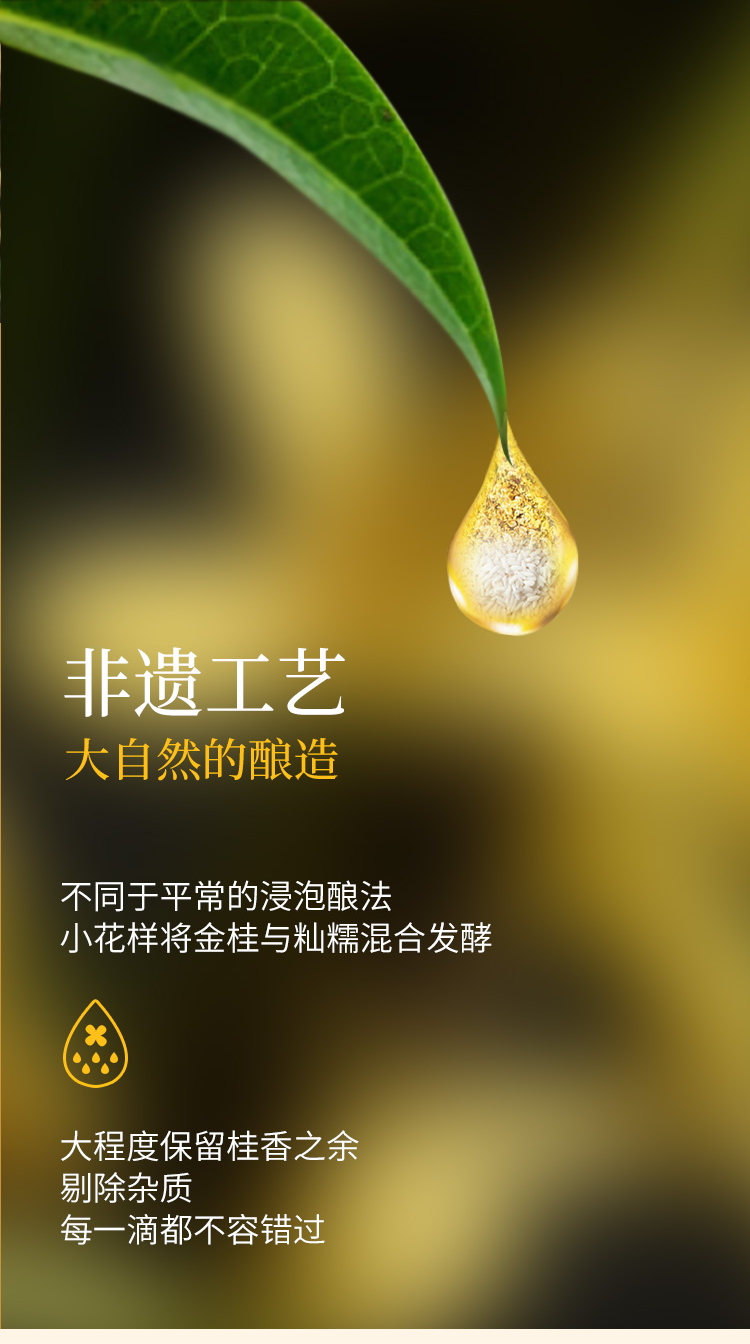 非遗工艺
大自然的酿造
不同于平常的浸泡酿法
小花样将金桂与籼糯混合发酵
大程度保留桂香之余
剔除杂质
每一滴都不容错过